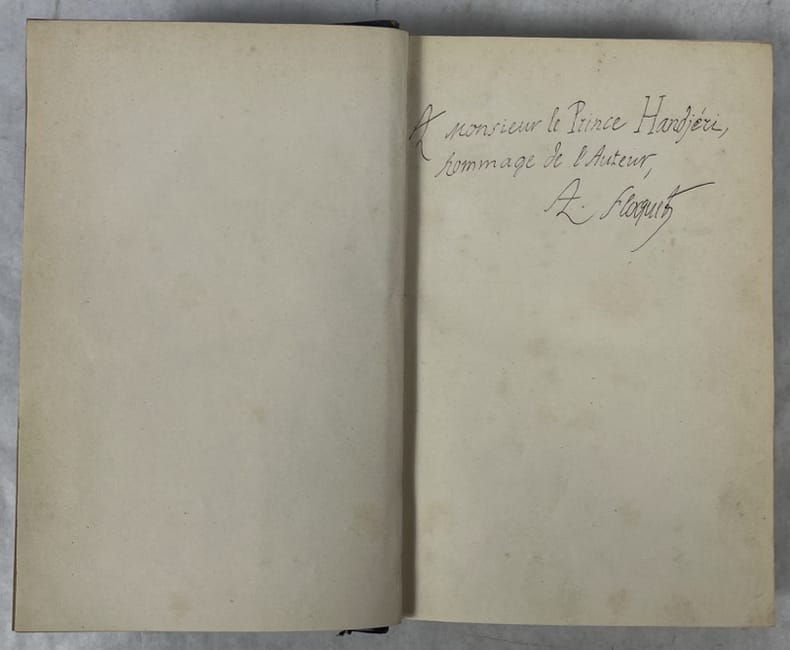 A Monsieur le Prince Handjéri,
hommage de l'Auteur,
A. Floquet